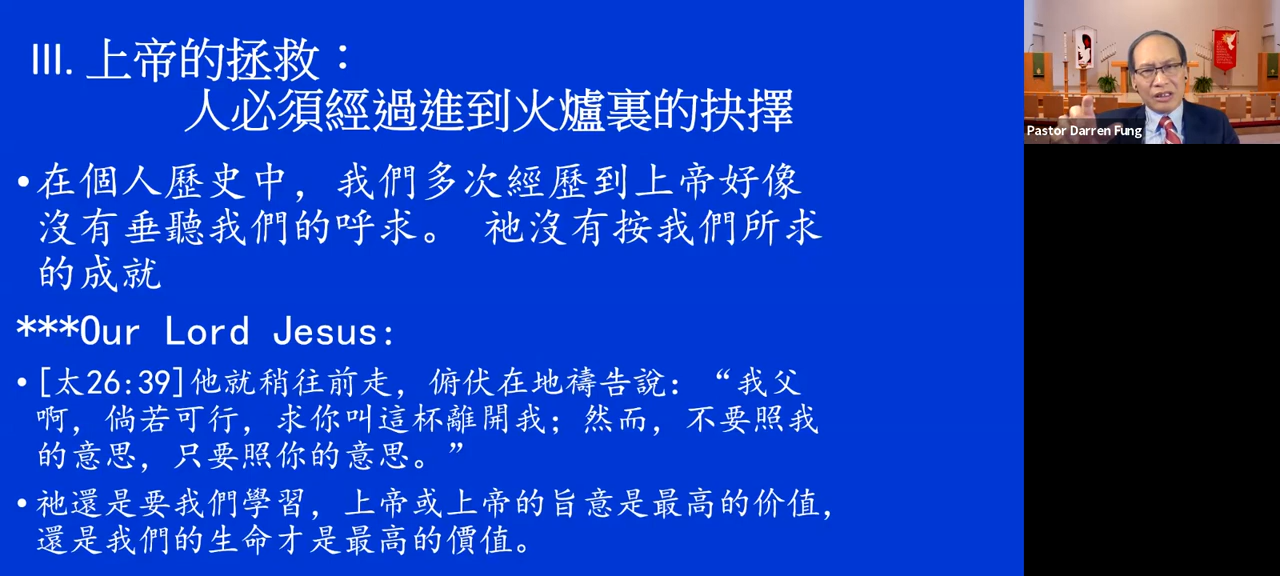 III. 上帝的拯救：
人必須經過進到火爐裏的抉擇
•在個人歷史中，我們多次經歷到上帝好像
沒有垂聽我們的呼求。 祂沒有按我們所求
的成就
***Our Lord Jesus:
•[太26:39]他就稍往前走，俯伏在地禱告說：“我父
啊，倘若可行，求你叫這杯離開我；然而，不要照我
的意思，只要照你的意思。”
•祂還是要我們學習，上帝或上帝的旨意是最高的价值，
還是我們的生命才是最高的價值。
Pastor Darren Fung